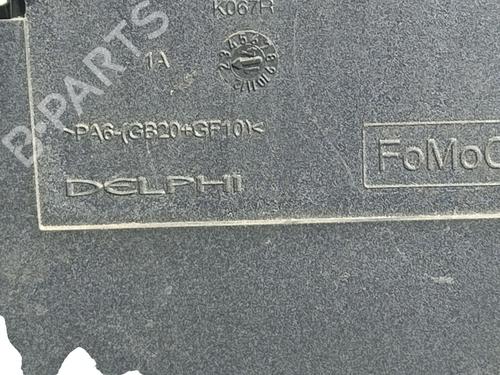 K067R
1A
>PA6-(GB20+GF10)<
DELPHI
FoMoC
B-PARTS